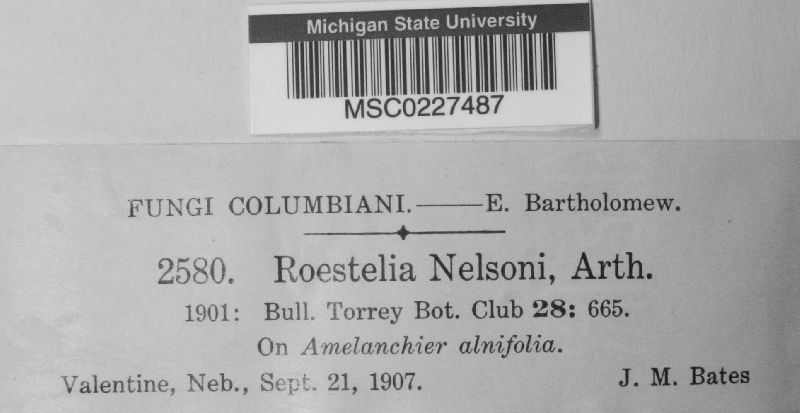 Michigan State University
MSC0227487
FUNGI COLUMBIANI.——E. Bartholomew.
2580. Roestelia Nelsoni, Arth.
1901: Bull. Torrey Bot. Club 28: 665.
On Amelanchier alnifolia.
Valentine, Neb., Sept. 21, 1907. J. M. Bates